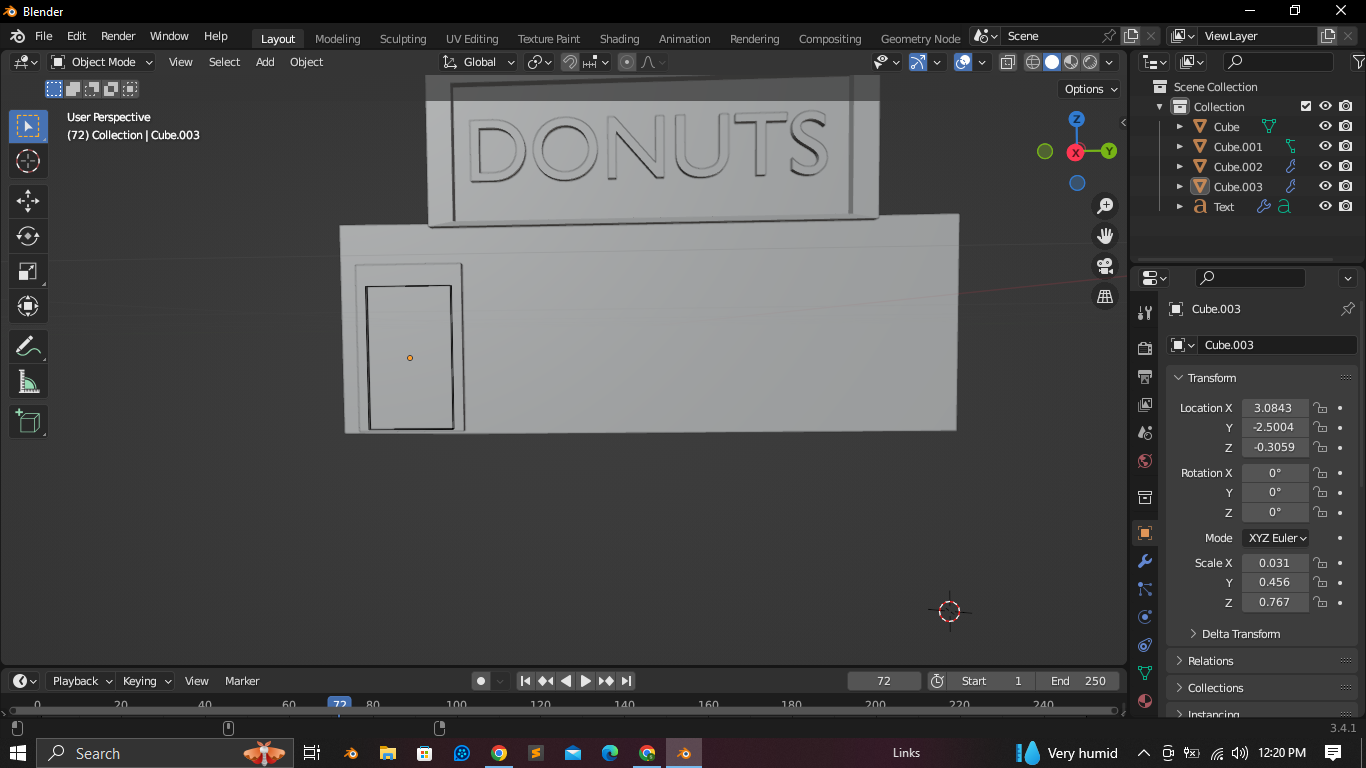 Blender
File Edit Render Window Help Layout Modeling Sculpting UV Editing Texture Paint Shading Animation Rendering Compositing Geometry Node Scene ViewLayer
Object Mode View Select Add Object Global
Options
User Perspective
(72) Collection | Cube.003
DONUTS
Z
X
Y
Scene Collection
Collection
Cube
Cube.001
Cube.002
Cube.003
Text
Cube.003
Cube.003
Transform
Location X 3.0843
Y -2.5004
Z -0.3059
Rotation X 0°
Y 0°
Z 0°
Mode XYZ Euler
Scale X 0.031
Y 0.456
Z 0.767
Delta Transform
Relations
Collections
Instancing
Playback Keying View Marker 72 Start 1 End 250
0 20 40 60 72 80 100 120 140 160 180 200 220 240
3.4.1
Search Links Very humid 12:20 PM